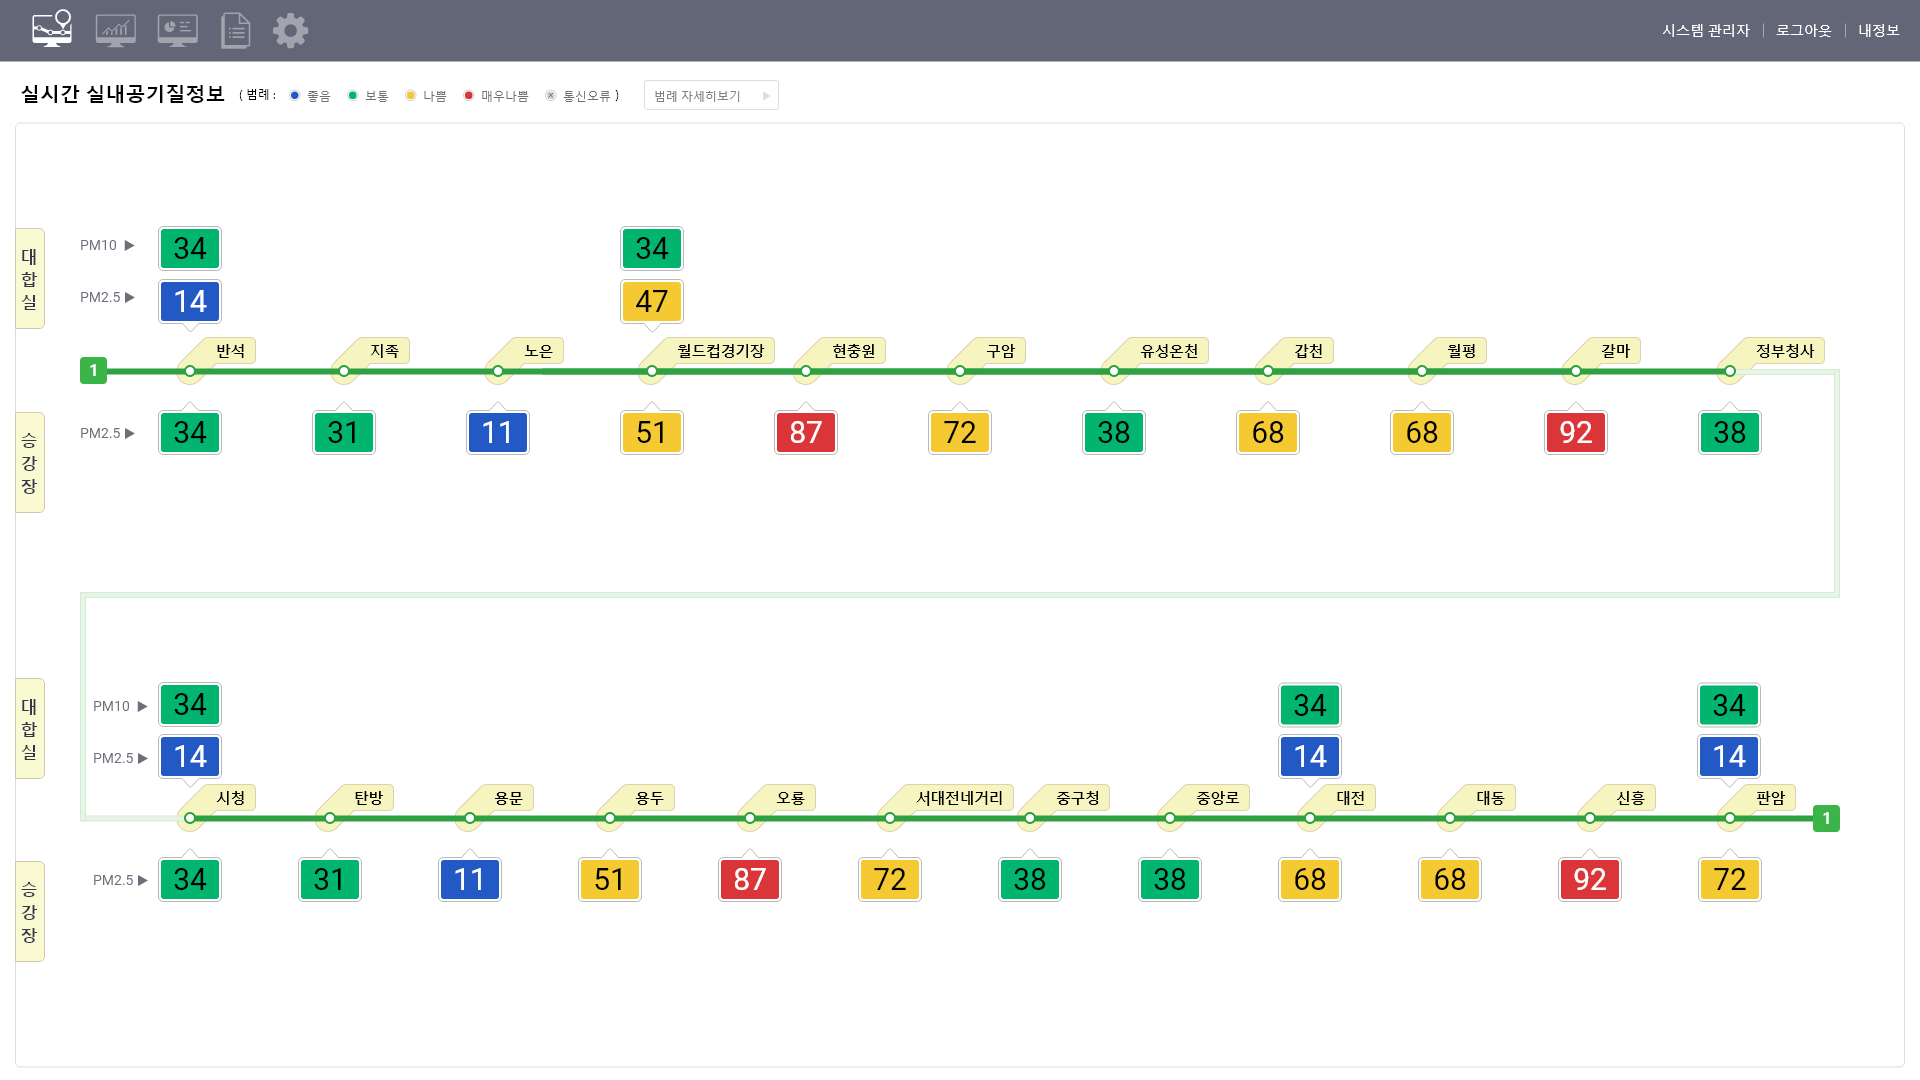 시스템 관리자 로그아웃 내정보
실시간 실내공기질정보 ( 범례 : 좋음 보통 나쁨 매우나쁨 통신오류 ) 범례 자세히보기
대합실
PM10 34 34
PM2.5 14 47
반석 지족 노은 월드컵경기장 현충원 구암 유성온천 갑천 월평 갈마 정부청사
1
승강장
PM2.5 34 31 11 51 87 72 38 68 68 92 38
대합실
PM10 34 34 34
PM2.5 14 14 14
시청 탄방 용문 용두 오룡 서대전네거리 중구청 중앙로 대전 대동 신흥 판암
1
승강장
PM2.5 34 31 11 51 87 72 38 38 68 68 92 72